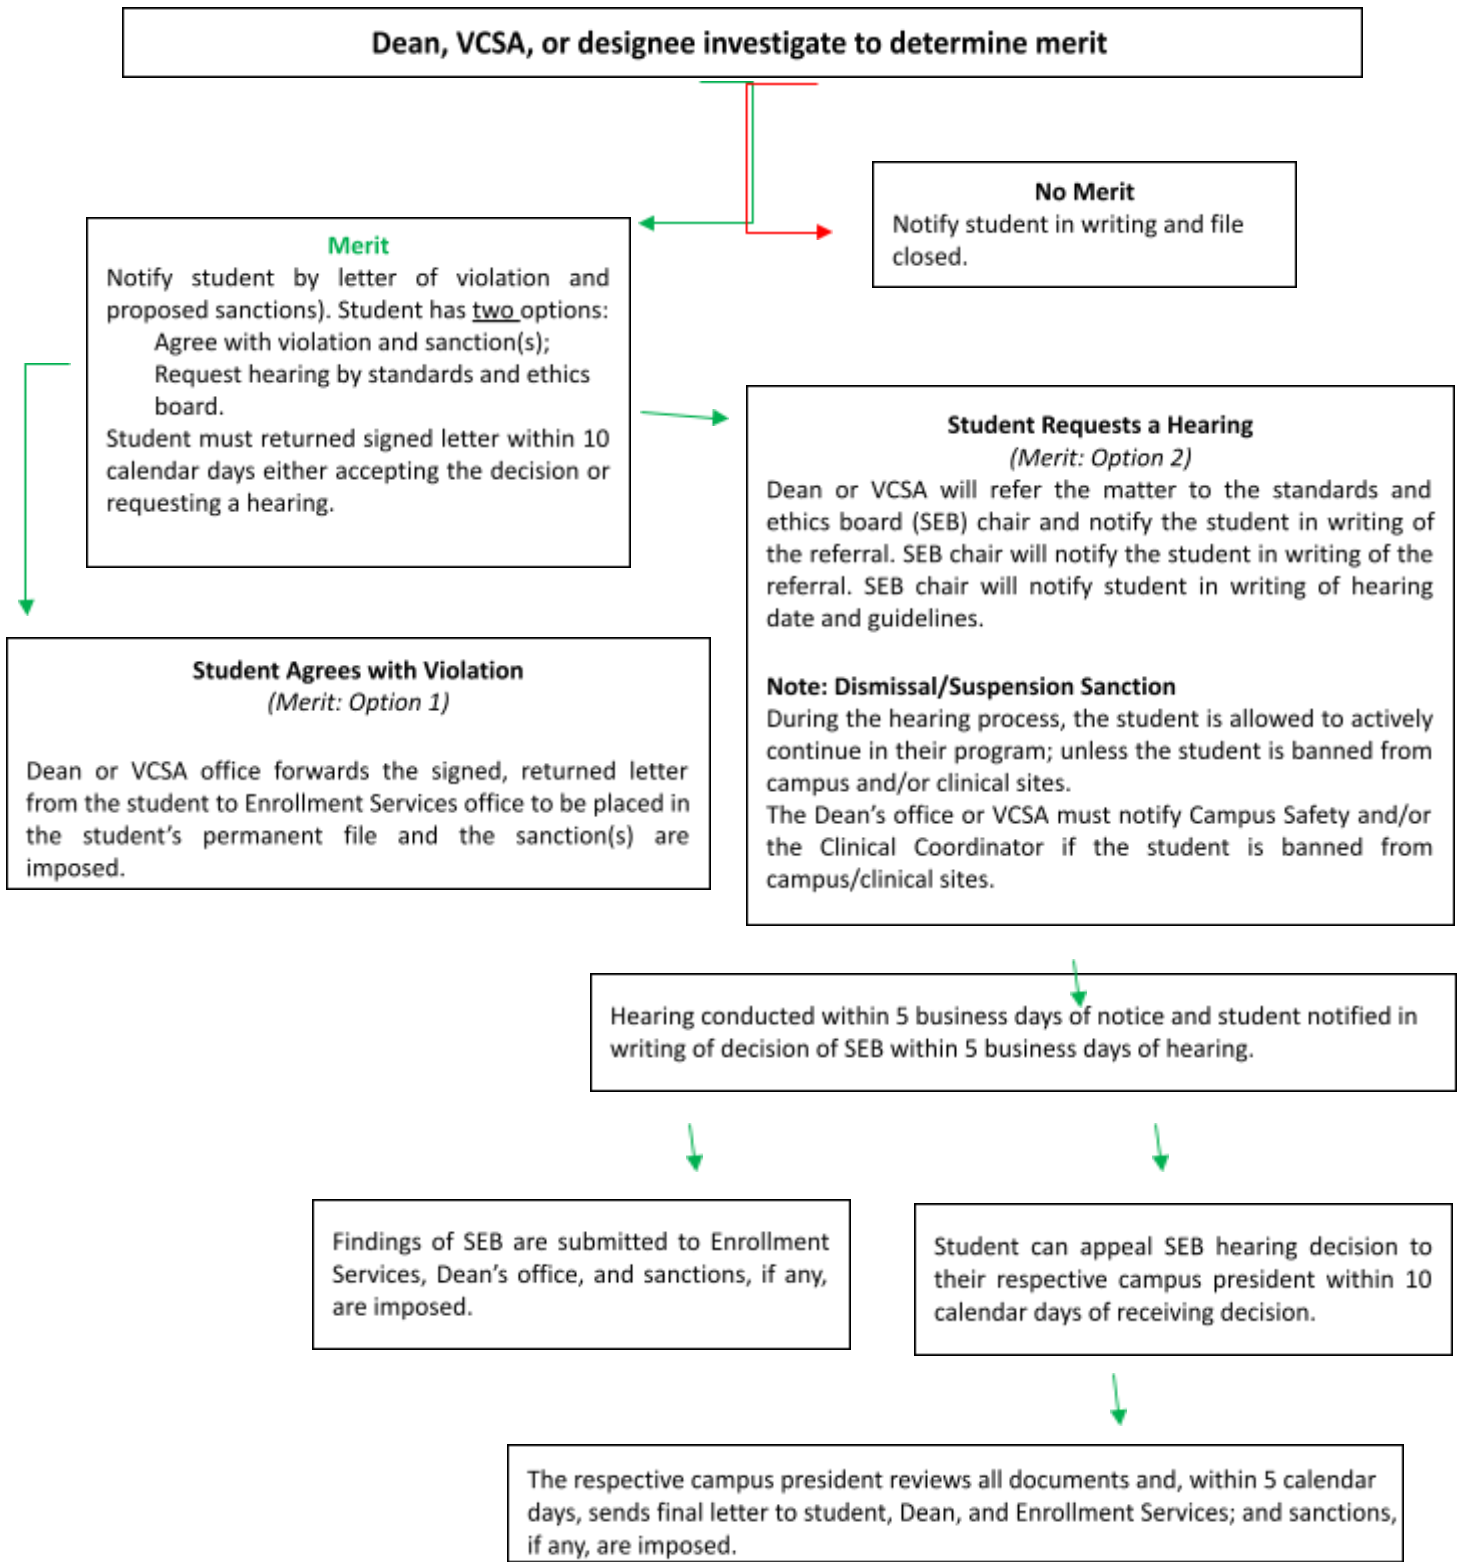 Dean, VCSA, or designee investigate to determine merit
No Merit
Notify student in writing and file
closed.
Merit
Notify student by letter of violation and
proposed sanctions). Student has two options:
Agree with violation and sanction(s);
Request hearing by standards and ethics
board.
Student must returned signed letter within 10
calendar days either accepting the decision or
requesting a hearing.
Student Requests a Hearing
(Merit: Option 2)
Dean or VCSA will refer the matter to the standards and
ethics board (SEB) chair and notify the student in writing of
the referral. SEB chair will notify the student in writing of the
referral. SEB chair will notify student in writing of hearing
date and guidelines.
Note: Dismissal/Suspension Sanction
During the hearing process, the student is allowed to actively
continue in their program; unless the student is banned from
campus and/or clinical sites.
The Dean’s office or VCSA must notify Campus Safety and/or
the Clinical Coordinator if the student is banned from
campus/clinical sites.
Student Agrees with Violation
(Merit: Option 1)
Dean or VCSA office forwards the signed, returned letter
from the student to Enrollment Services office to be placed in
the student’s permanent file and the sanction(s) are
imposed.
Hearing conducted within 5 business days of notice and student notified in
writing of decision of SEB within 5 business days of hearing.
Findings of SEB are submitted to Enrollment
Services, Dean’s office, and sanctions, if any,
are imposed.
Student can appeal SEB hearing decision to
their respective campus president within 10
calendar days of receiving decision.
The respective campus president reviews all documents and, within 5 calendar
days, sends final letter to student, Dean, and Enrollment Services; and sanctions,
if any, are imposed.